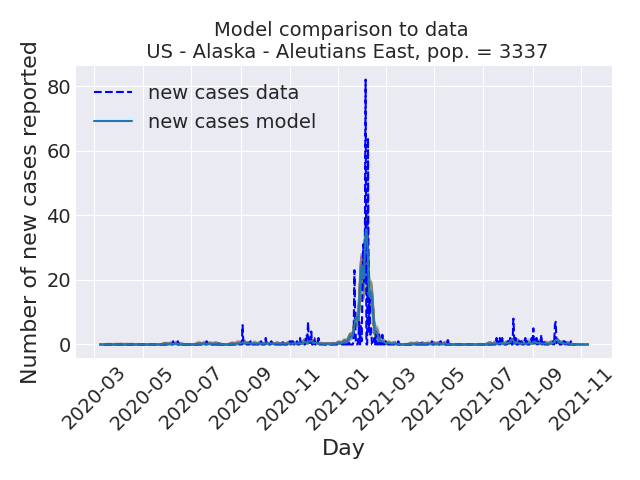 Model comparison to data
US - Alaska - Aleutians East, pop. = 3337
Number of new cases reported
80
60
40
20
0
new cases data
new cases model
2020-03
2020-05
2020-07
2020-09
2020-11
2021-01
2021-03
2021-05
2021-07
2021-09
2021-11
Day